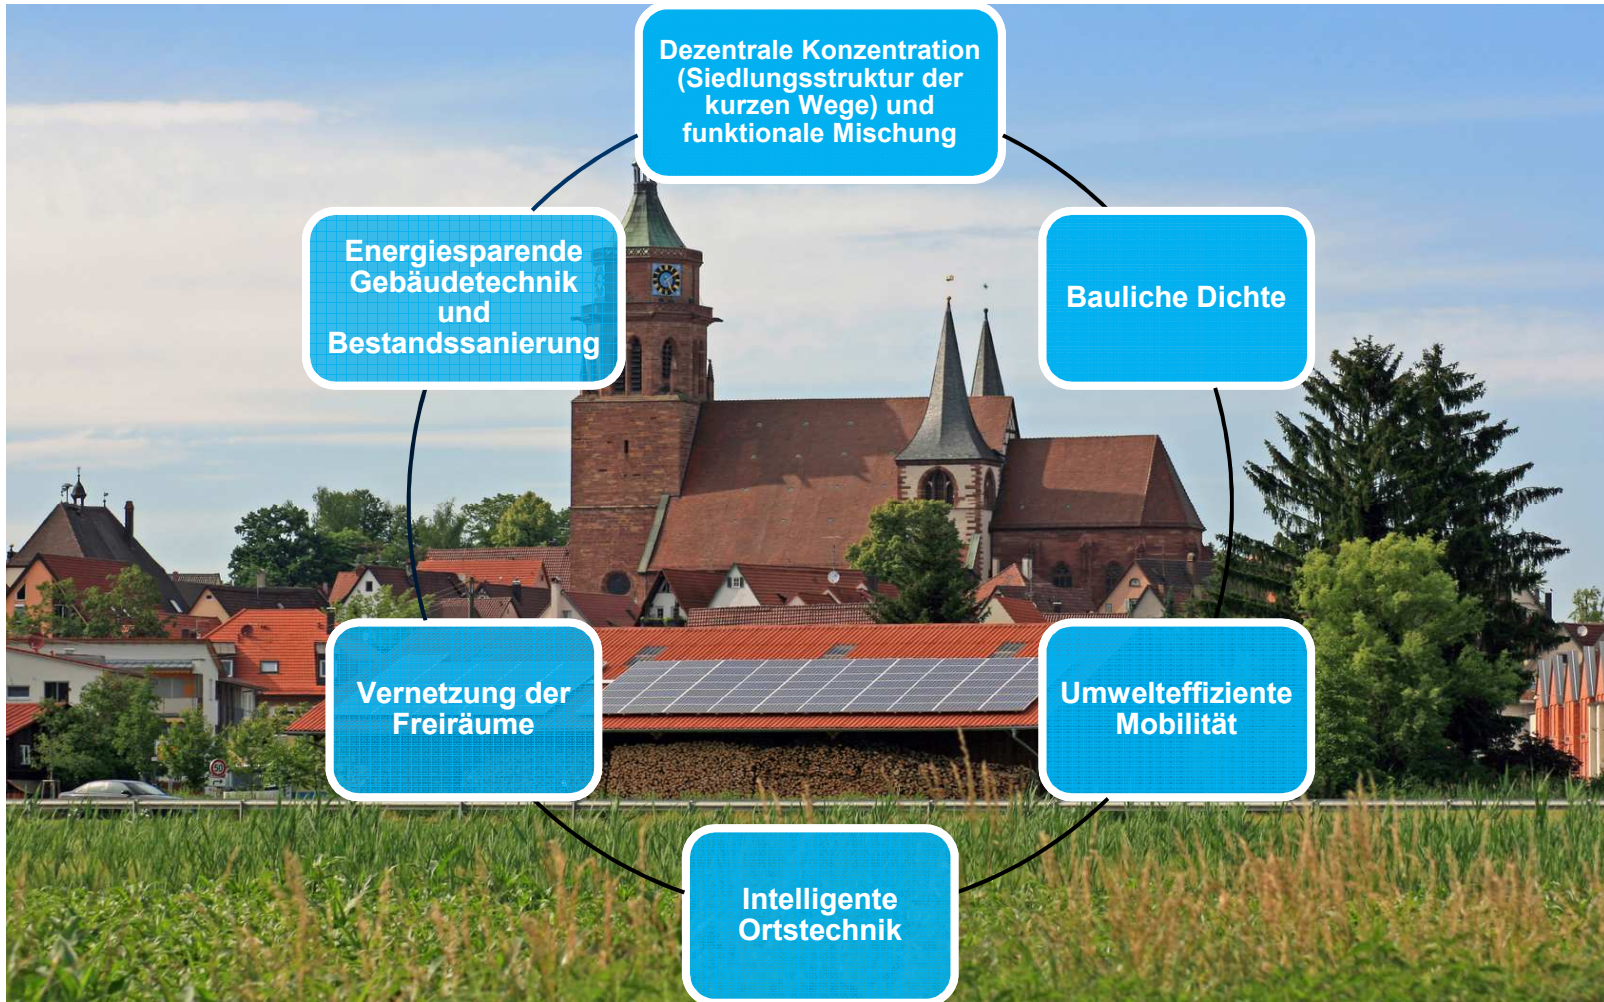 Dezentrale Konzentration
(Siedlungsstruktur der
kurzen Wege) und
funktionale Mischung
Bauliche Dichte
Umwelteffiziente
Mobilität
Intelligente
Ortstechnik
Vernetzung der
Freiräume
Energiesparende
Gebäudetechnik
und
Bestandssanierung
50